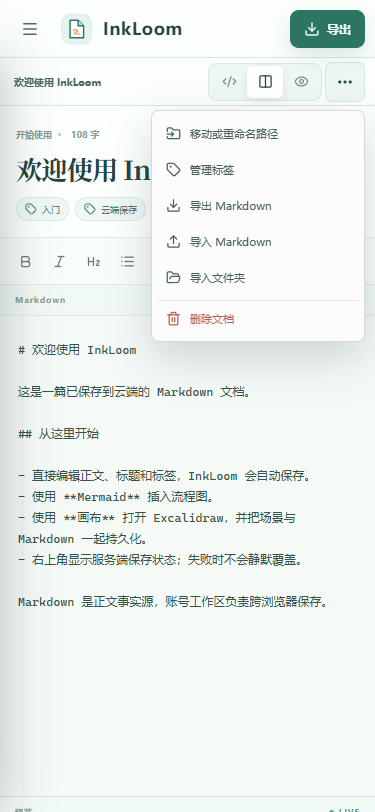 InkLoom
导出
欢迎使用 InkLoom
开始使用 • 108 字
欢迎使用 In
入门
云端保存
移动或重命名路径
管理标签
导出 Markdown
导入 Markdown
导入文件夹
删除文档
B I H₂
Markdown
# 欢迎使用 InkLoom
这是一篇已保存到云端的 Markdown 文档。
## 从这里开始
- 直接编辑正文、标题和标签，InkLoom 会自动保存。
- 使用 **Mermaid** 插入流程图。
- 使用 **画布** 打开 Excalidraw，并把场景与
Markdown 一起持久化。
- 右上角显示服务端保存状态；失败时不会静默覆盖。
Markdown 是正文事实源，账号工作区负责跨浏览器保存。
LIVE